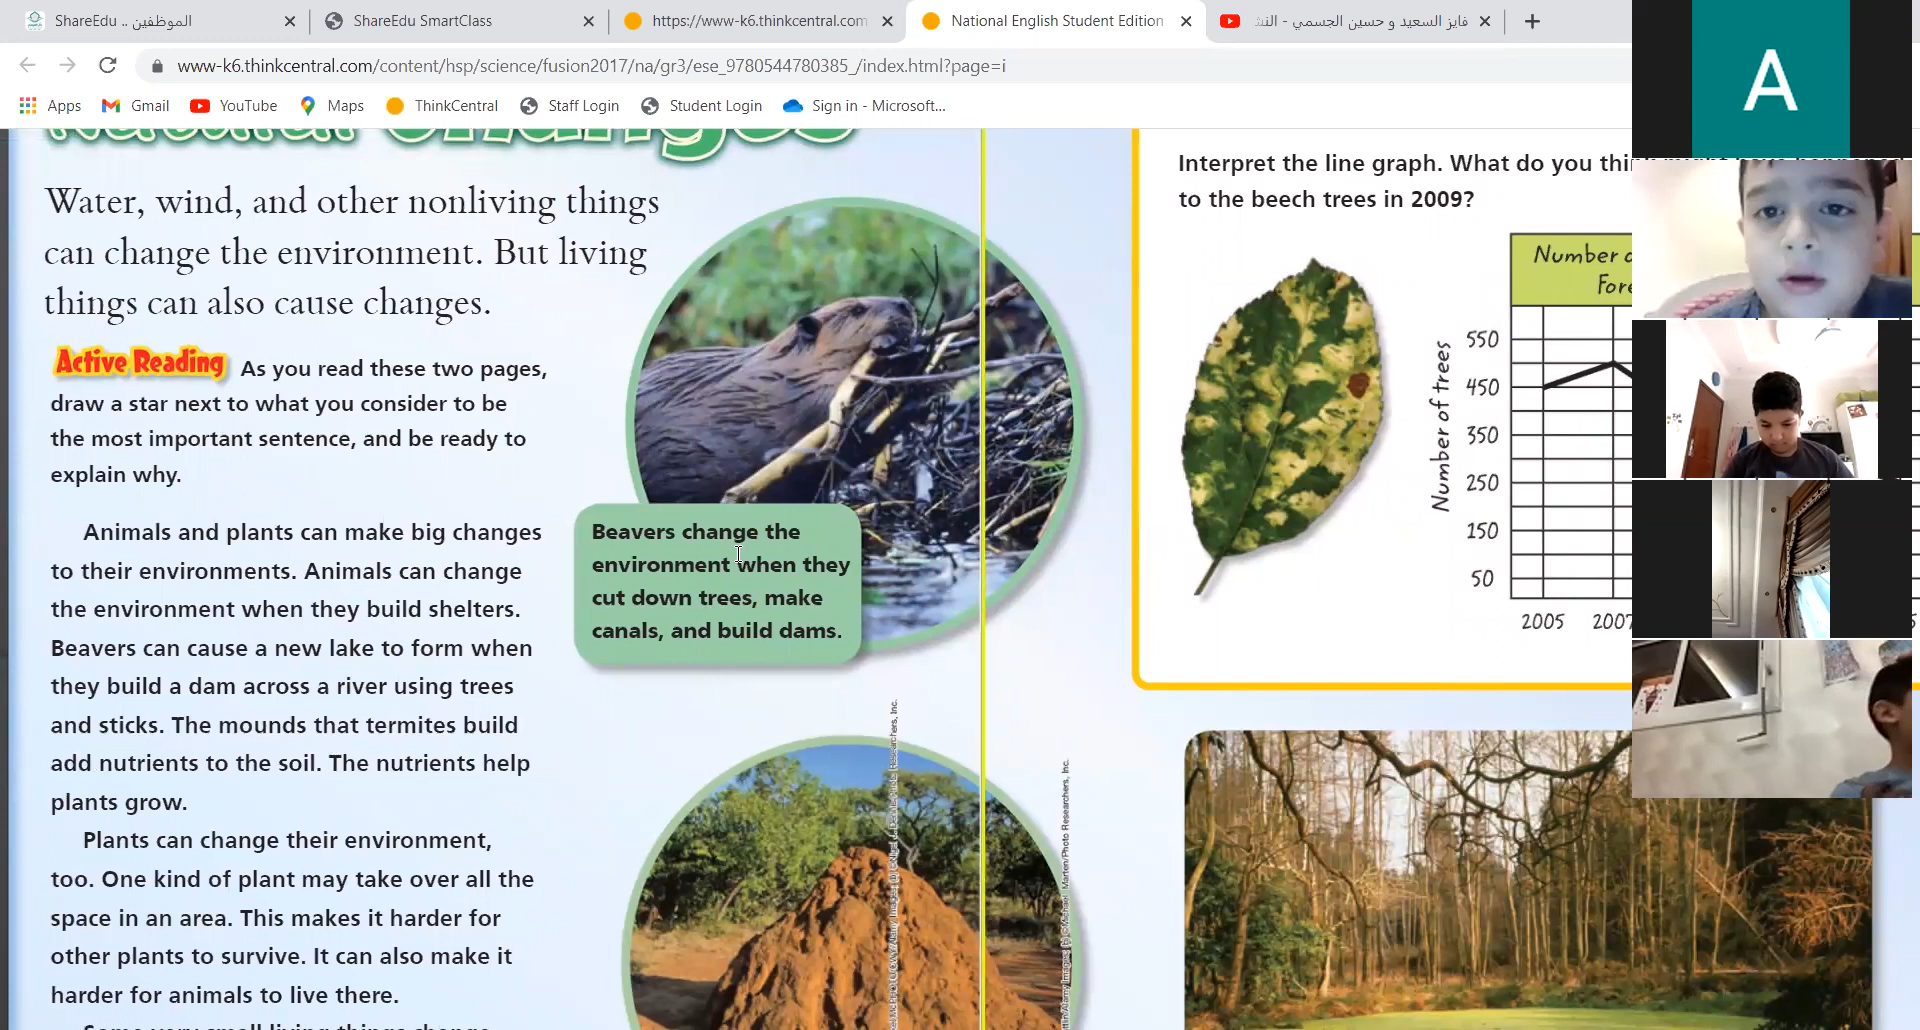 ShareEdu .. الموظفين
ShareEdu SmartClass
https://www-k6.thinkcentral.com
National English Student Edition
فايز السعيد و حسين الجسمي -
www-k6.thinkcentral.com/content/hsp/science/fusion2017/na/gr3/ese_9780544780385_/index.html?page=i
Apps
Gmail
YouTube
Maps
ThinkCentral
Staff Login
Student Login
Sign in - Microsoft...
Natural Changes
Water, wind, and other nonliving things
can change the environment. But living
things can also cause changes.
Active Reading As you read these two pages,
draw a star next to what you consider to be
the most important sentence, and be ready to
explain why.
Animals and plants can make big changes
to their environments. Animals can change
the environment when they build shelters.
Beavers can cause a new lake to form when
they build a dam across a river using trees
and sticks. The mounds that termites build
add nutrients to the soil. The nutrients help
plants grow.
Plants can change their environment,
too. One kind of plant may take over all the
space in an area. This makes it harder for
other plants to survive. It can also make it
harder for animals to live there.
Some very small living things change
Beavers change the
environment when they
cut down trees, make
canals, and build dams.
Interpret the line graph. What do you
to the beech trees in 2009?
Number
Number of trees
550
450
350
250
150
50
2005
2007
A